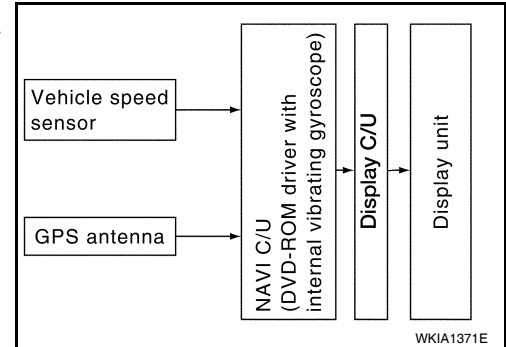 Vehicle speed
sensor
GPS antenna
NAVI C/U
(DVD-ROM driver with
internal vibrating gyroscope)
Display C/U
Display unit
WKIA1371E